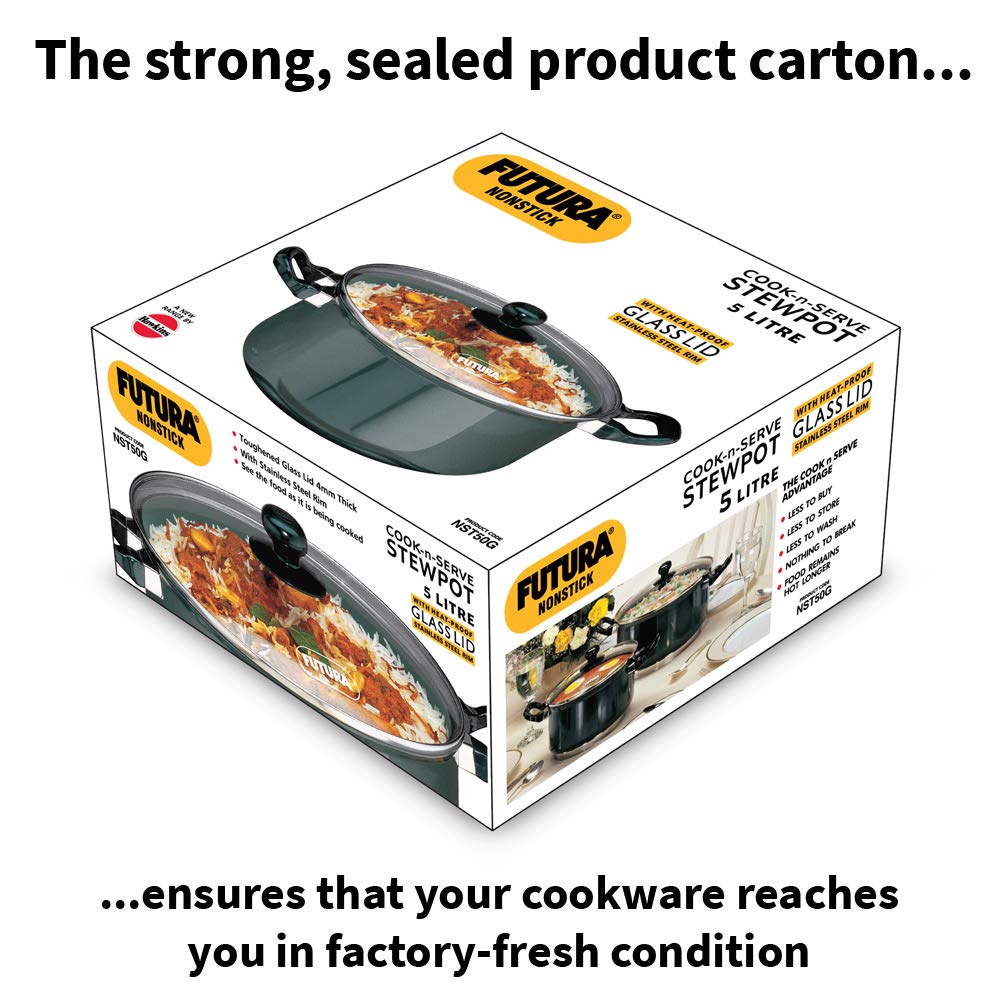 The strong, sealed product carton...
FUTURA®
NONSTICK
COOK-n-SERVE
STEWPOT
5 LITRE
WITH HEAT-PROOF
GLASS LID
STAINLESS STEEL RIM
A NEW
RANGE BY
Hawkins
FUTURA
FUTURA®
NONSTICK
PRODUCT CODE
NST50G
• Toughened Glass Lid 4mm Thick
• With Stainless Steel Rim
• See the food as it is being cooked
PRODUCT CODE
NST50G
COOK-n-SERVE
STEWPOT
5 LITRE
WITH HEAT-PROOF
GLASS LID
STAINLESS STEEL RIM
FUTURA
COOK-n-SERVE
STEWPOT
5 LITRE
WITH HEAT-PROOF
GLASS LID
STAINLESS STEEL RIM
FUTURA®
NONSTICK
THE COOK n SERVE
ADVANTAGE
• LESS TO BUY
• LESS TO STORE
• LESS TO WASH
• NOTHING TO BREAK
• FOOD REMAINS
HOT LONGER
PRODUCT CODE
NST50G
...ensures that your cookware reaches
you in factory-fresh condition